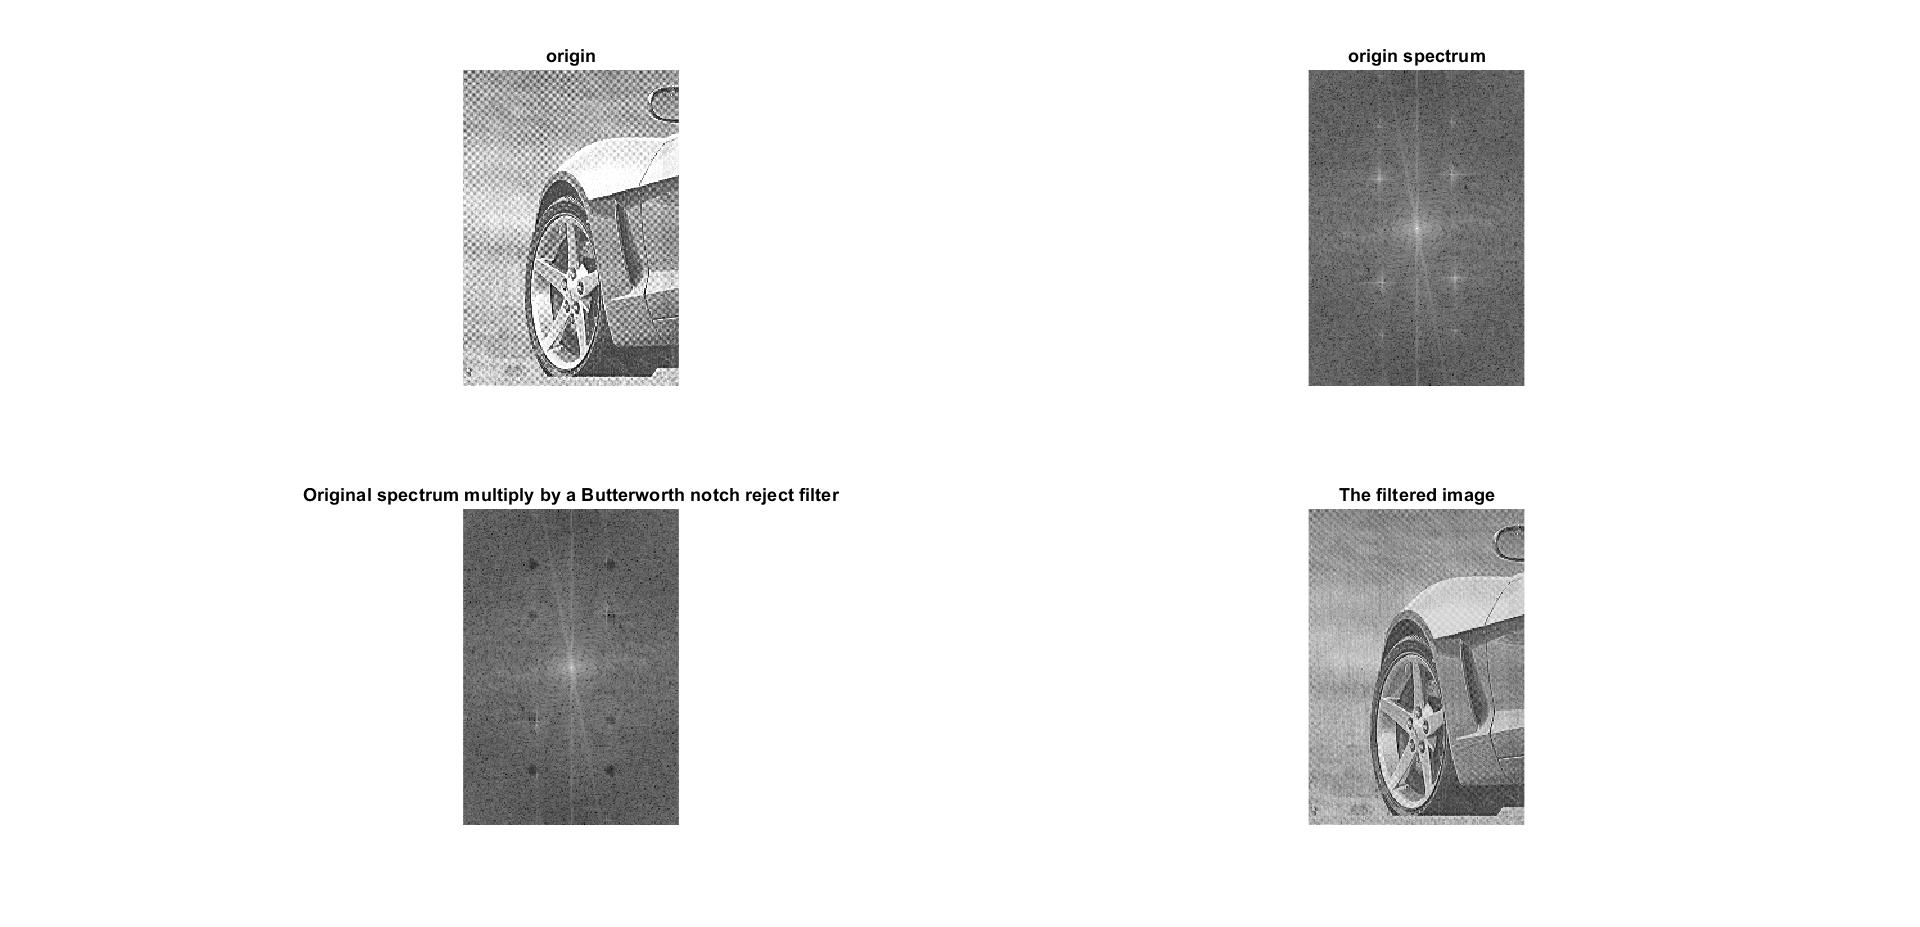 origin
origin spectrum
Original spectrum multiply by a Butterworth notch reject filter
The filtered image